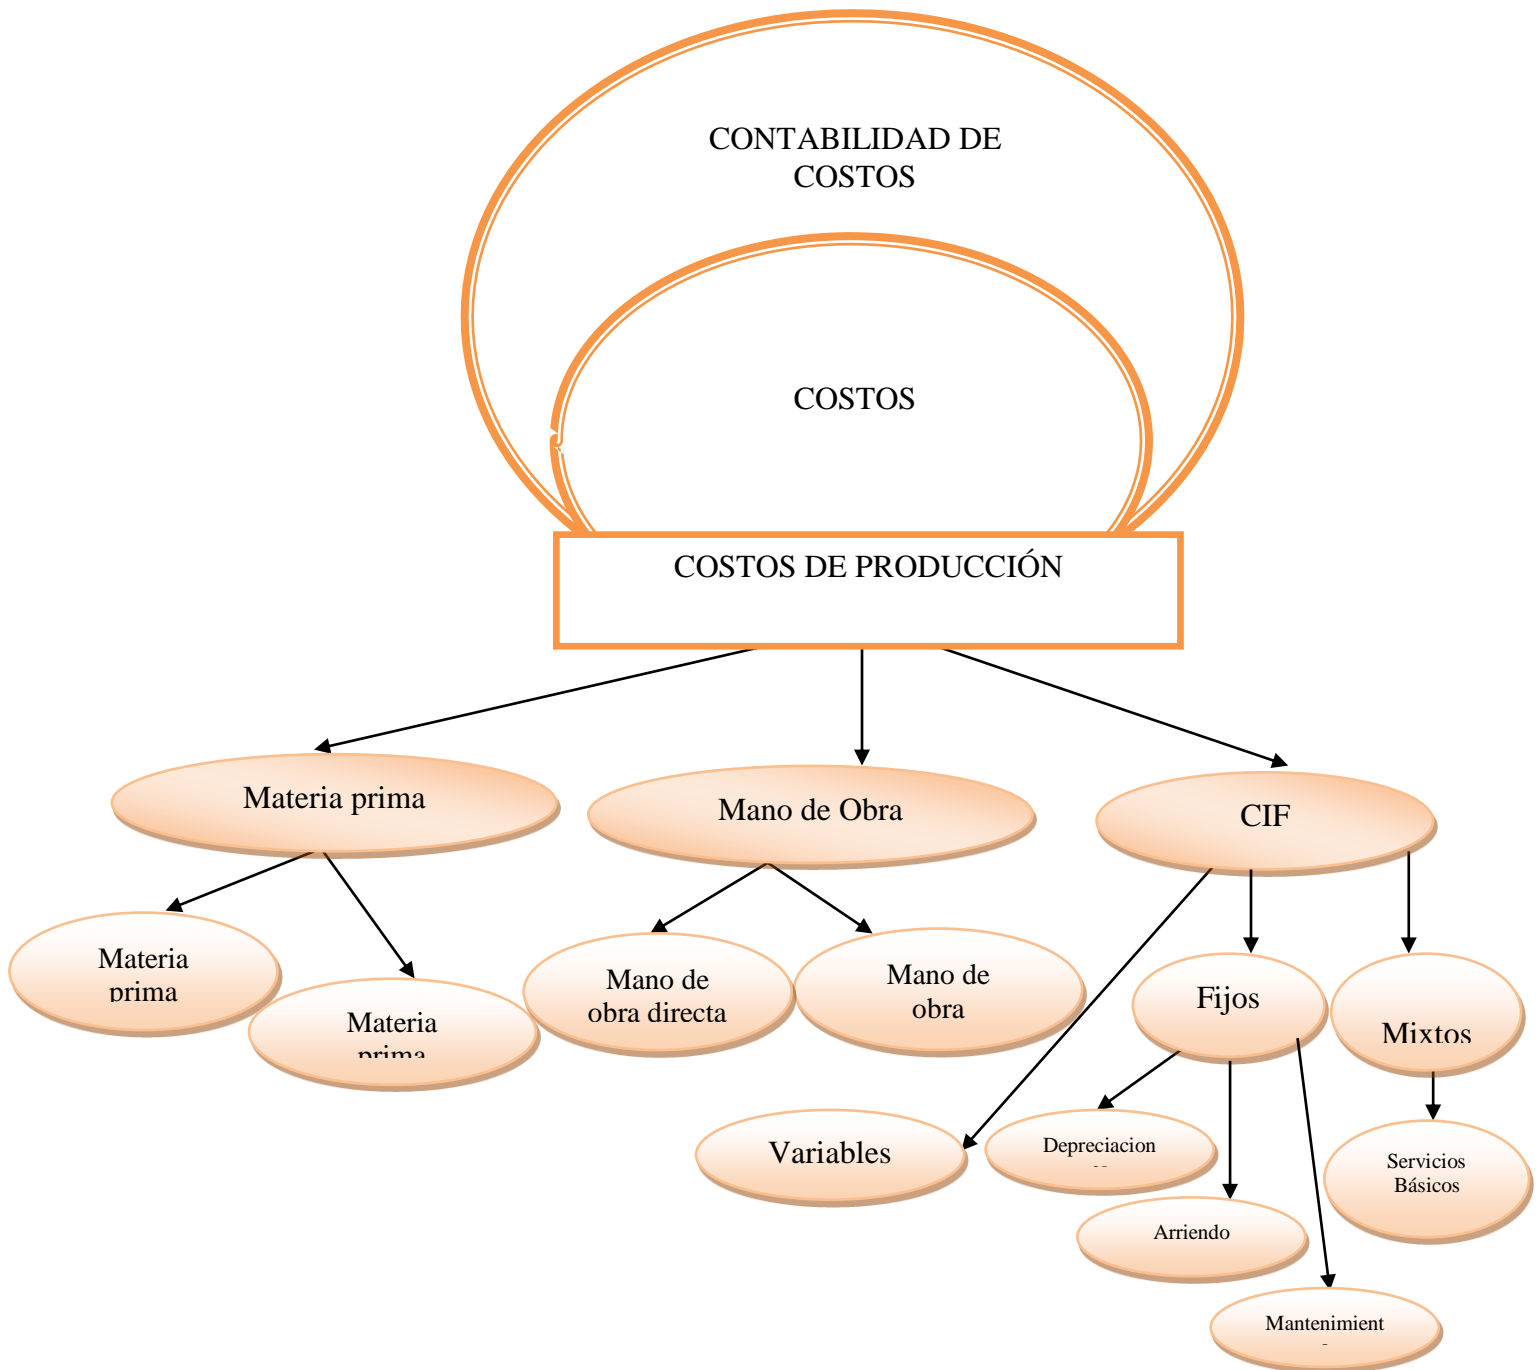 CONTABILIDAD DE
COSTOS
COSTOS
COSTOS DE PRODUCCIÓN
Materia prima
Mano de Obra
CIF
Materia
prima
Materia
prima
Mano de
obra directa
Mano de
obra
Fijos
Mixtos
Variables
Depreciacion
Servicios
Básicos
Arriendo
Mantenimient